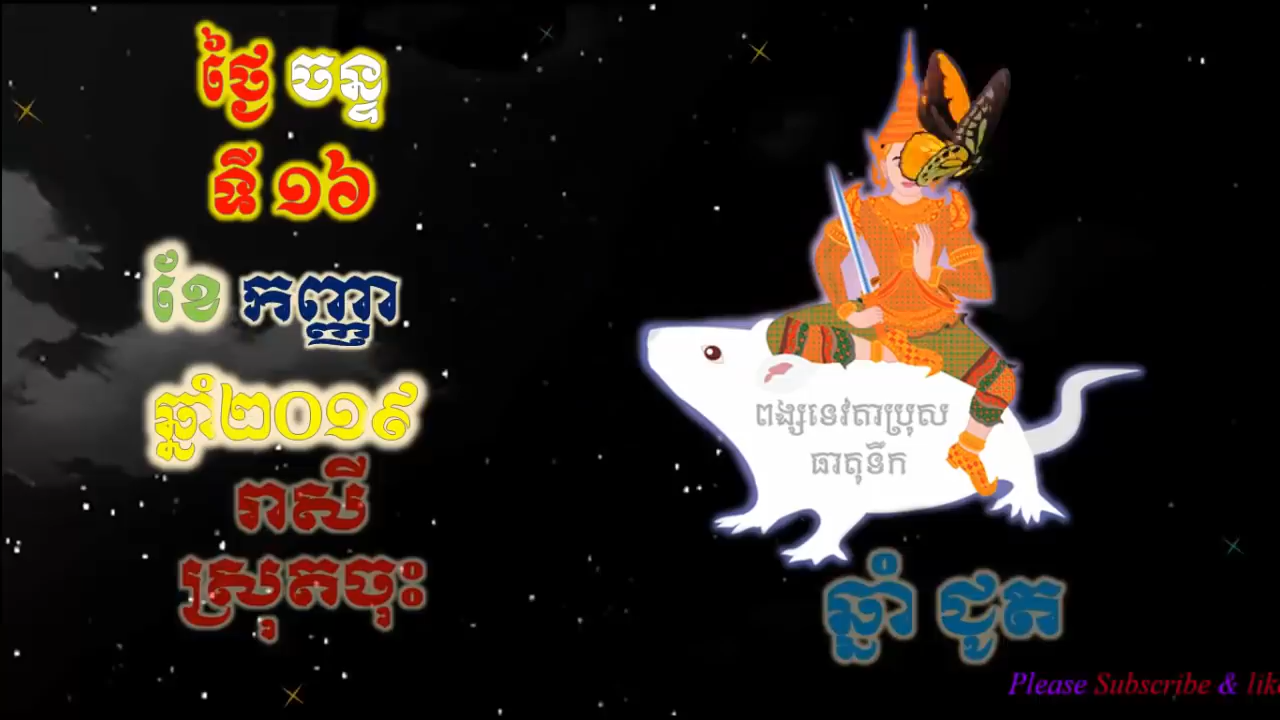 ថ្ងៃ ចន្ទ
ទី ១៦
ខែ កញ្ញា
ឆ្នាំ២០១៩
រាសី
ស្រុតចុះ
ពង្សទេវតាប្រុស
ធាតុទឹក
ឆ្នាំ ជូត
Please Subscribe & lik